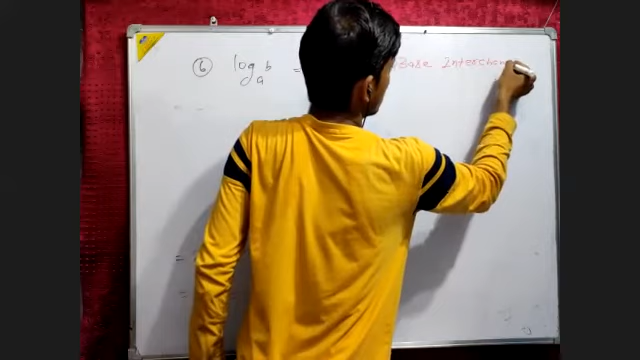 ⑥ log_a b = Base Interchan